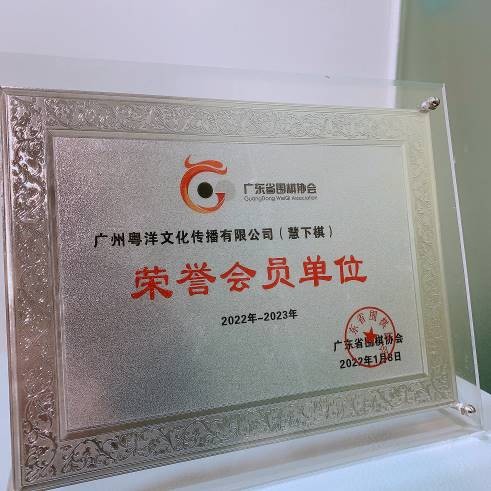 广东省围棋协会
GuangDong WeiQi Association
广州粤洋文化传播有限公司（慧下棋）
荣誉会员单位
2022年-2023年
广东省围棋协会
2022年1月6日